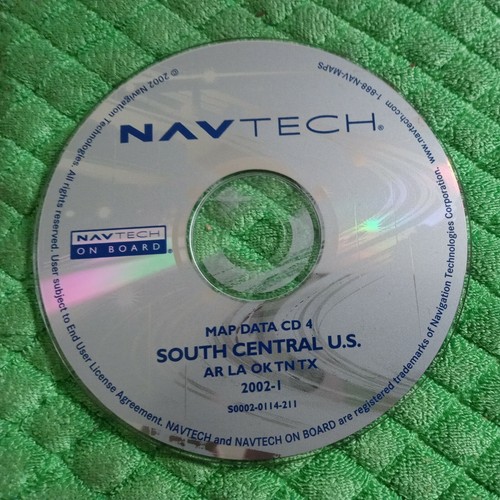 NAVTECH®
NAVTECH
ON BOARD®
MAP DATA CD 4
SOUTH CENTRAL U.S.
AR LA OK TN TX
2002-1
S0002-0114-211
© 2002 Navigation Technologies. All rights reserved. User subject to End User License Agreement. NAVTECH and NAVTECH ON BOARD are registered trademarks of Navigation Technologies Corporation. www.navtech.com 1-888-NAV-MAPS